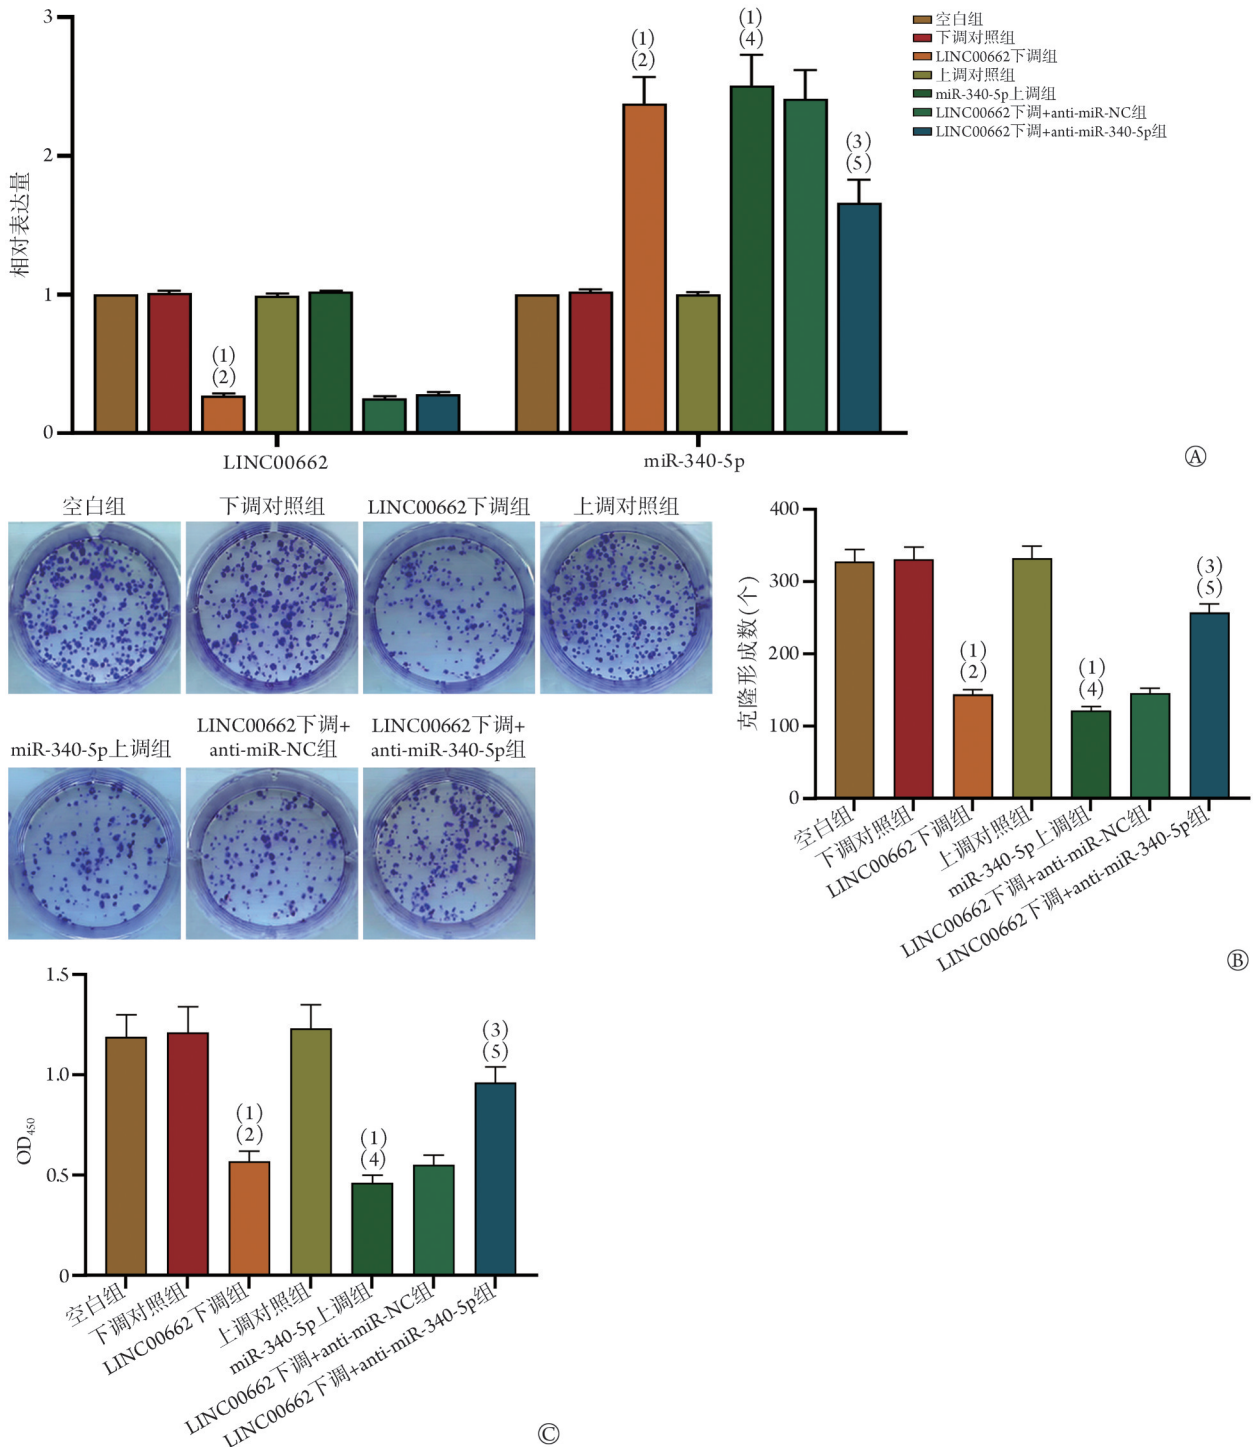 3
2
1
0
相对表达量
(1)
(2)
(1)
(2)
(1)
(4)
(3)
(5)
LINC00662
miR-340-5p
空白组
下调对照组
LINC00662下调组
上调对照组
miR-340-5p上调组
LINC00662下调+anti-miR-NC组
LINC00662下调+anti-miR-340-5p组
Ⓐ
空白组
下调对照组
LINC00662下调组
上调对照组
miR-340-5p上调组
LINC00662下调+
anti-miR-NC组
LINC00662下调+
anti-miR-340-5p组
400
300
200
100
0
克隆形成数(个)
(1)
(2)
(1)
(4)
(3)
(5)
空白组
下调对照组
LINC00662下调组
上调对照组
miR-340-5p上调组
LINC00662下调+anti-miR-NC组
LINC00662下调+anti-miR-340-5p组
Ⓑ
1.5
1.0
0.5
0
OD450
(1)
(2)
(1)
(4)
(3)
(5)
空白组
下调对照组
LINC00662下调组
上调对照组
miR-340-5p上调组
LINC00662下调+anti-miR-NC组
LINC00662下调+anti-miR-340-5p组
Ⓒ